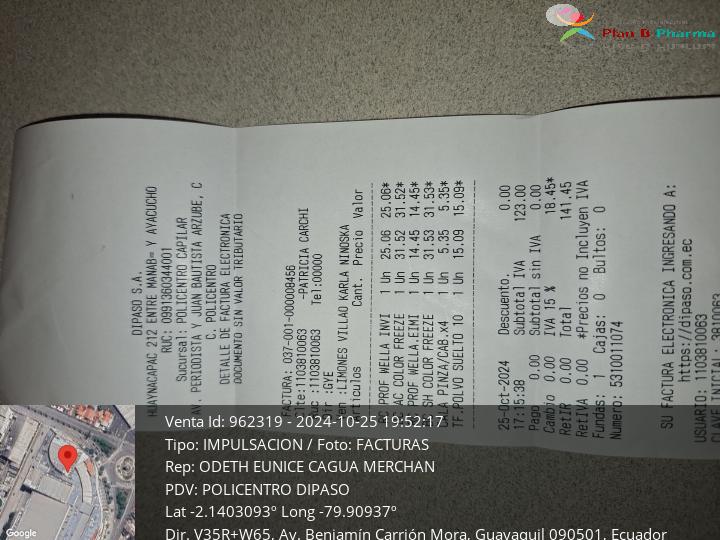 Plan B Pharma
DIPASO S.A.
HUAYNACAPAC 212 ENTRE MANAB= Y AYACUCHO
RUC: 0991360344001
Sucursal: POLICENTRO CAPILAR
AV. PERIODISTA Y JUAN BAUTISTA ARZUBE, C
C. POLICENTRO
DETALLE DE FACTURA ELECTRONICA
DOCUMENTO SIN VALOR TRIBUTARIO
FACTURA: 037-001-000008456
:1103810063 -PATRICIA CARCHI
:1103810063 Tel:00000
:GYE
:LIMONES VILLAO KARLA NINOSKA
Cant. Precio Valor
PROF WELLA INVI 1 Un 25.06 25.06*
AC COLOR FREEZE 1 Un 31.52 31.52*
PROF WELLA.EIMI 1 Un 14.45 14.45*
SH COLOR FREEZE 1 Un 31.53 31.53*
PINZA/CAB.x4 1 Un 5.35 5.35*
TF.POLVO SUELTO 10 1 Un 15.09 15.09*
25-Oct-2024 Descuento. 0.00
17:15:38 Subtotal IVA 123.00
Pago 0.00 Subtotal sin IVA 0.00
Cambio 0.00 IVA 15 % 18.45*
RetIR 0.00 Total 141.45
RetIVA 0.00 *Precios no Incluyen IVA
Fundas: 1 Cajas: 0 Bultos: 0
Numero: 5310011074
SU FACTURA ELECTRONICA INGRESANDO A:
https://dipaso.com.ec
USUARIO: 1103810063
Venta Id: 962319 - 2024-10-25 19:52:17
Tipo: IMPULSACION / Foto: FACTURAS
Rep: ODETH EUNICE CAGUA MERCHAN
PDV: POLICENTRO DIPASO
Lat -2.1403093º Long -79.90937º
Dir. V35R+W65, Av. Benjamín Carrión Mora, Guayaquil 090501, Ecuador
Google